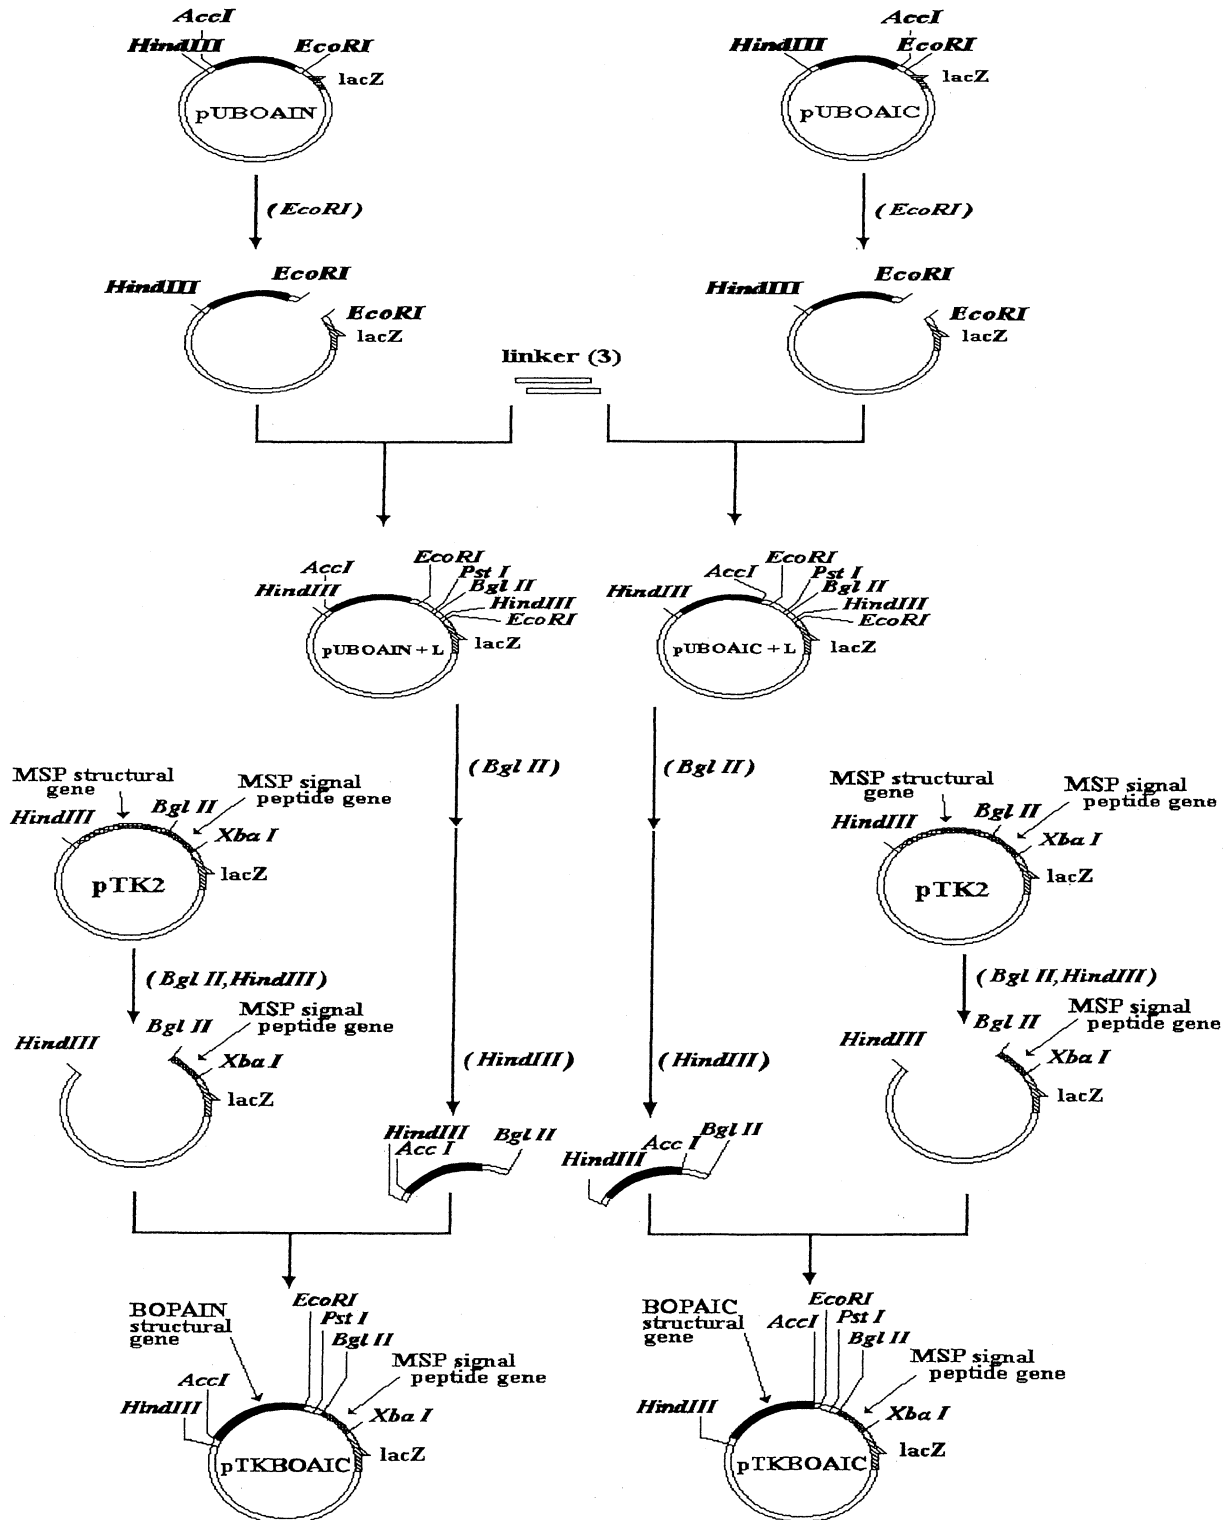 AccI
HindIII
EcoRI
lacZ
pUBOAIN
AccI
HindIII
EcoRI
lacZ
pUBOAIC
(EcoRI)
(EcoRI)
HindIII
EcoRI
EcoRI
lacZ
HindIII
EcoRI
EcoRI
lacZ
linker (3)
AccI
HindIII
EcoRI
Pst I
Bgl II
HindIII
EcoRI
lacZ
pUBOAIN + L
HindIII
AccI
EcoRI
Pst I
Bgl II
HindIII
EcoRI
lacZ
pUBOAIC + L
(Bgl II)
(Bgl II)
MSP structural
gene
HindIII
Bgl II
MSP signal
peptide gene
Xba I
lacZ
pTK2
MSP structural
gene
HindIII
Bgl II
MSP signal
peptide gene
Xba I
lacZ
pTK2
(Bgl II,HindIII)
(Bgl II,HindIII)
HindIII
Bgl II
MSP signal
peptide gene
Xba I
lacZ
(HindIII)
(HindIII)
HindIII
Bgl II
MSP signal
peptide gene
Xba I
lacZ
HindIII
Acc I
Bgl II
HindIII
Acc I
Bgl II
BOPAIN
structural
gene
EcoRI
Pst I
Bgl II
MSP signal
peptide gene
AccI
HindIII
Xba I
lacZ
pTKBOAIC
BOPAIC
structural
gene
AccI
EcoRI
Pst I
Bgl II
MSP signal
peptide gene
HindIII
Xba I
lacZ
pTKBOAIC